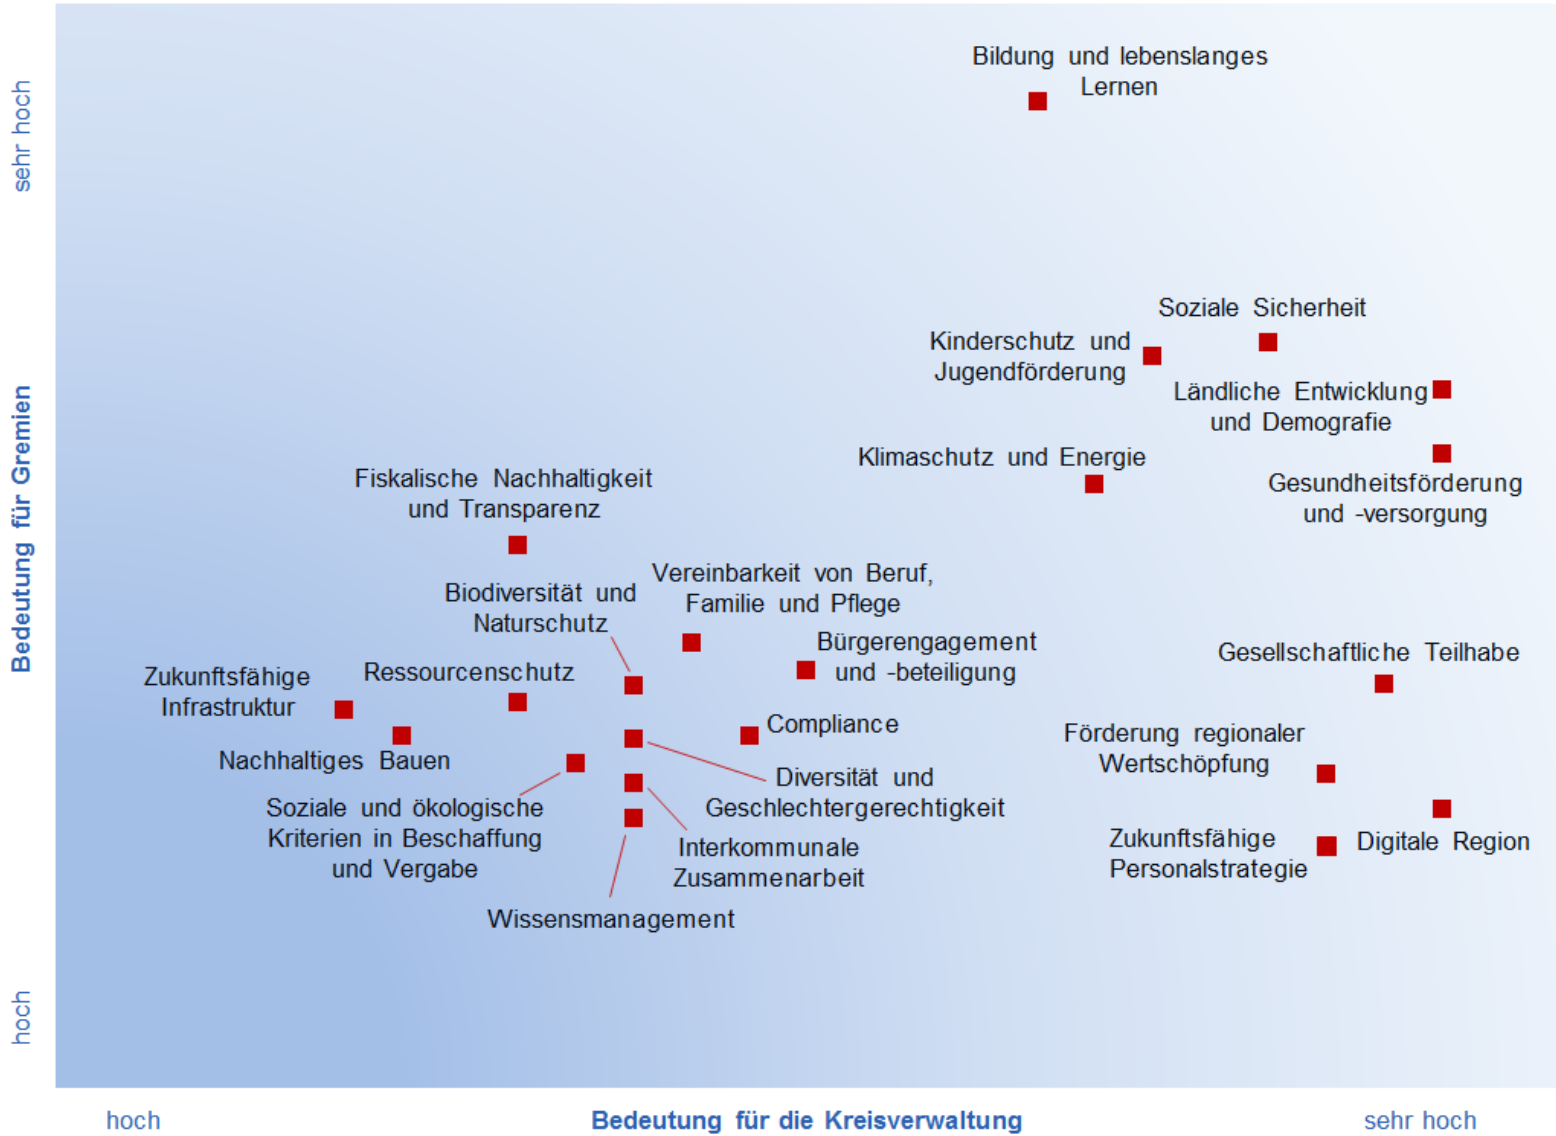 Bildung und lebenslanges
Lernen
sehr hoch
Soziale Sicherheit
Kinderschutz und
Jugendförderung
Ländliche Entwicklung
und Demografie
Klimaschutz und Energie
Gesundheitsförderung
und -versorgung
Fiskalische Nachhaltigkeit
und Transparenz
Bedeutung für Gremien
Biodiversität und
Naturschutz
Vereinbarkeit von Beruf,
Familie und Pflege
Bürgerengagement
und -beteiligung
Gesellschaftliche Teilhabe
Zukunftsfähige
Infrastruktur
Ressourcenschutz
Nachhaltiges Bauen
Compliance
Förderung regionaler
Wertschöpfung
Diversität und
Geschlechtergerechtigkeit
Soziale und ökologische
Kriterien in Beschaffung
und Vergabe
Interkommunale
Zusammenarbeit
Zukunftsfähige
Personalstrategie
Digitale Region
Wissensmanagement
hoch
hoch
Bedeutung für die Kreisverwaltung
sehr hoch